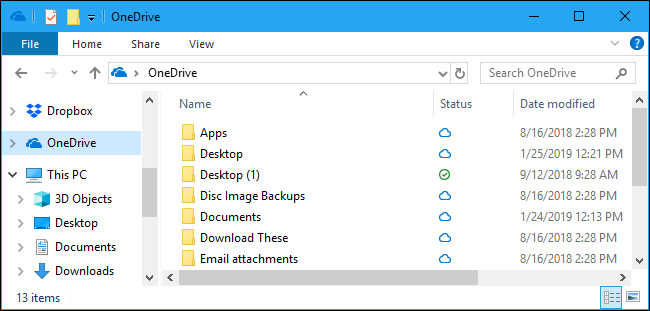 OneDrive
File Home Share View
OneDrive Search OneDrive
Name Status Date modified
Dropbox
OneDrive
This PC
3D Objects
Desktop
Documents
Downloads
Apps 8/16/2018 2:28 PM
Desktop 1/25/2019 12:21 PM
Desktop (1) 9/12/2018 9:28 AM
Disc Image Backups 8/16/2018 2:28 PM
Documents 1/24/2019 12:13 PM
Download These 8/16/2018 2:28 PM
Email attachments 8/16/2018 2:28 PM
13 items